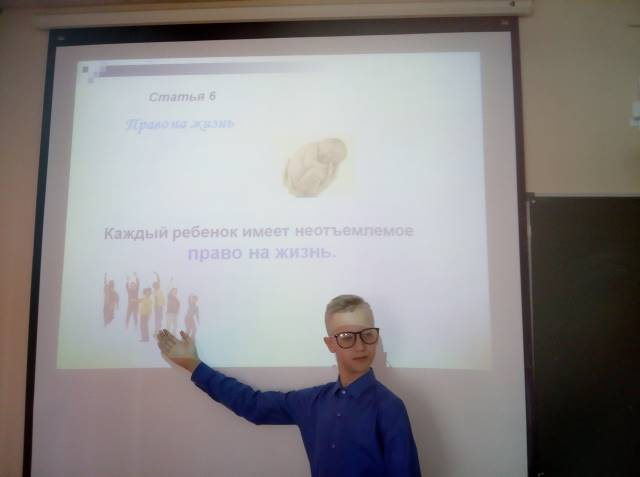 Статья 6
Право на жизнь
Каждый ребенок имеет неотъемлемое
право на жизнь.